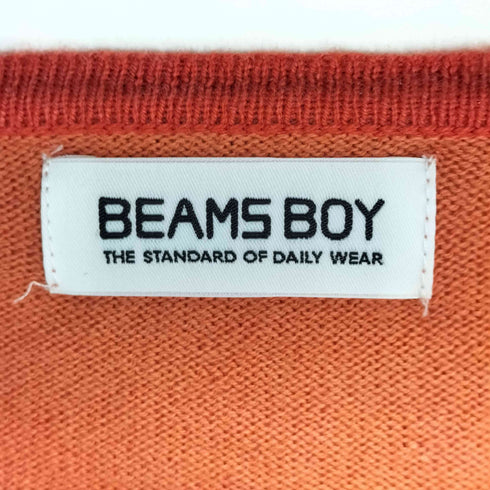 BEAMS BOY
THE STANDARD OF DAILY WEAR